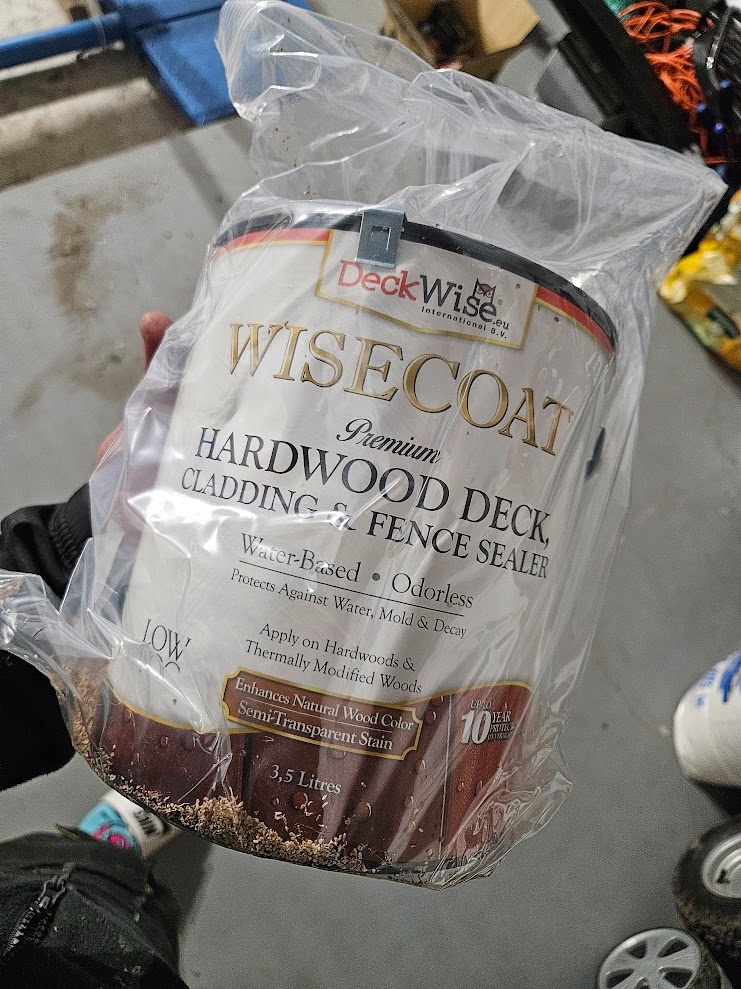 DeckWise.eu
International B.V.
WISECOAT
Premium
HARDWOOD DECK,
CLADDING & FENCE SEALER
Water-Based • Odorless
Protects Against Water, Mold & Decay
Apply on Hardwoods &
Thermally Modified Woods
LOW
Enhances Natural Wood Color
Semi-Transparent Stain
UP TO
10 YEAR
3,5 Litres